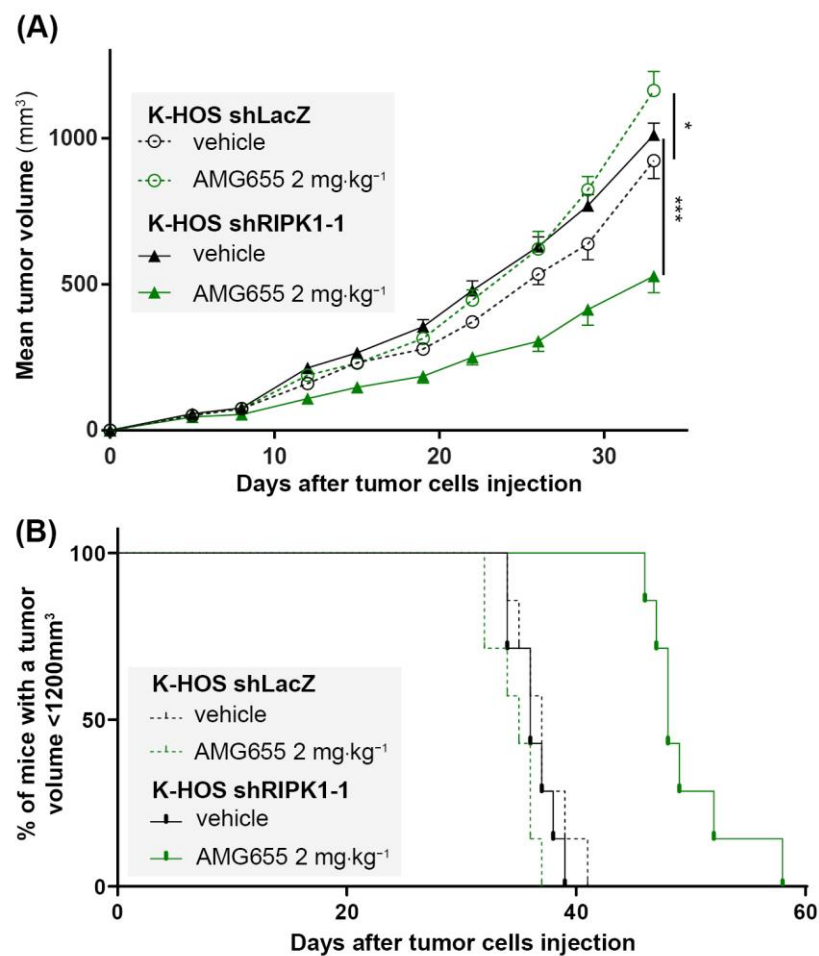 (A)
Mean tumor volume (mm³)
1000
500
0
K-HOS shLacZ
vehicle
AMG655 2 mg·kg⁻¹
K-HOS shRIPK1-1
vehicle
AMG655 2 mg·kg⁻¹
*
***
0 10 20 30
Days after tumor cells injection
(B)
% of mice with a tumor
volume <1200mm³
100
50
0
K-HOS shLacZ
vehicle
AMG655 2 mg·kg⁻¹
K-HOS shRIPK1-1
vehicle
AMG655 2 mg·kg⁻¹
0 20 40 60
Days after tumor cells injection